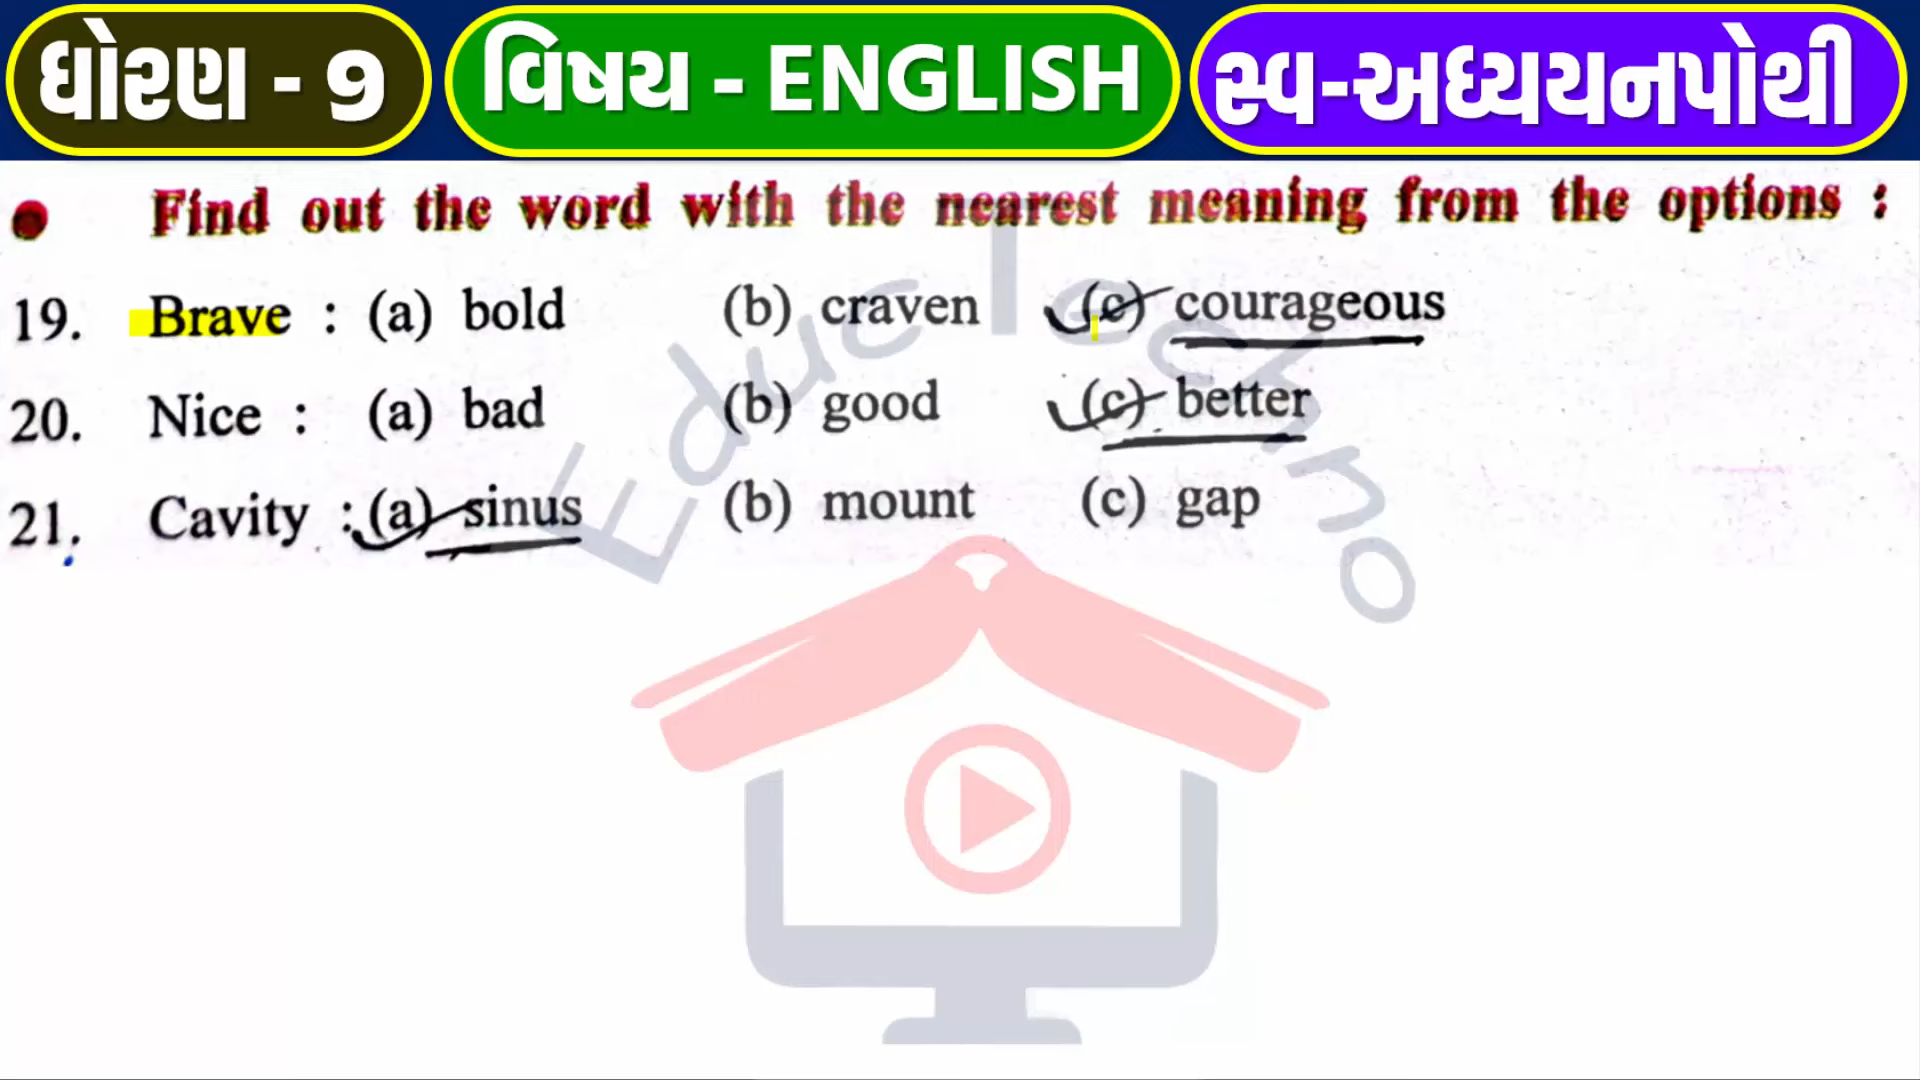 ધોરણ - 9 વિષય - ENGLISH સ્વ-અધ્યયનપોથી
• Find out the word with the nearest meaning from the options :
19. Brave : (a) bold (b) craven (c) courageous
20. Nice : (a) bad (b) good (c) better
21. Cavity : (a) sinus (b) mount (c) gap
Educlo